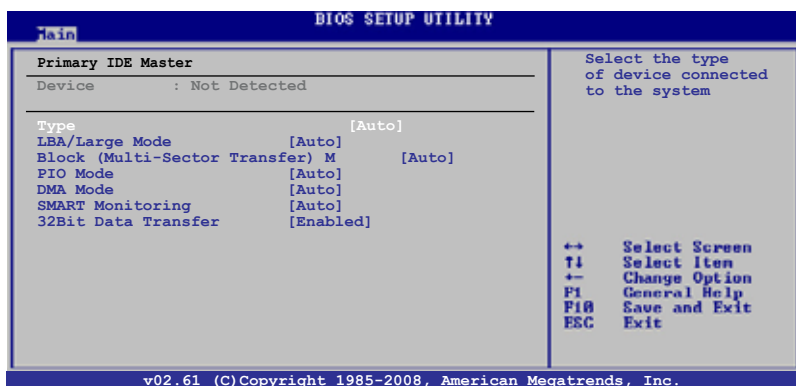 BIOS SETUP UTILITY
Main
Primary IDE Master
Device : Not Detected
Type [Auto]
LBA/Large Mode [Auto]
Block (Multi-Sector Transfer) M [Auto]
PIO Mode [Auto]
DMA Mode [Auto]
SMART Monitoring [Auto]
32Bit Data Transfer [Enabled]
Select the type
of device connected
to the system
↔ Select Screen
↑↓ Select Item
+- Change Option
F1 General Help
F10 Save and Exit
ESC Exit
v02.61 (C)Copyright 1985-2008, American Megatrends, Inc.